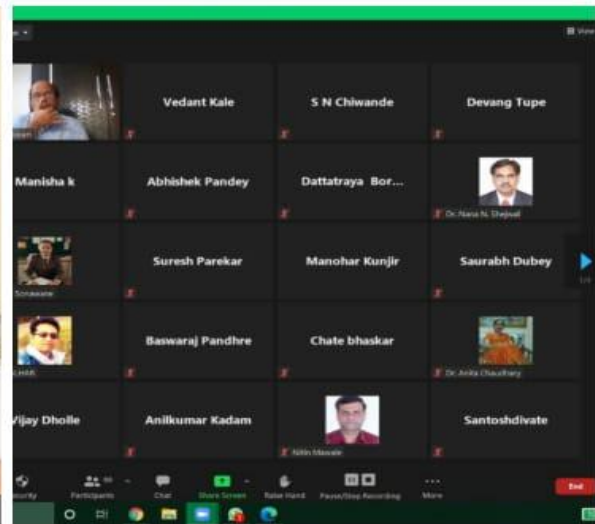 View
Vedant Kale
S N Chiwande
Devang Tupe
Manisha k
Abhishek Pandey
Dattatraya Bor...
Dr. Nana N. Shejwal
Suresh Parekar
Manohar Kunjir
Saurabh Dubey
Sonawane
Baswaraj Pandhre
Chate bhaskar
Dr. Anita Chaudhary
Vijay Dholle
Anilkumar Kadam
Nitin Mawale
Santoshdivate
Participants
Chat
Share Screen
Raise Hand
Pause/Stop Recording
More
End